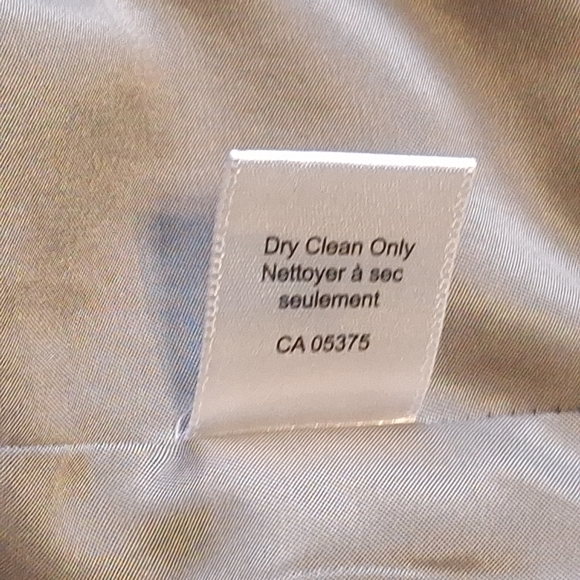 Dry Clean Only
Nettoyer à sec
seulement
CA 05375